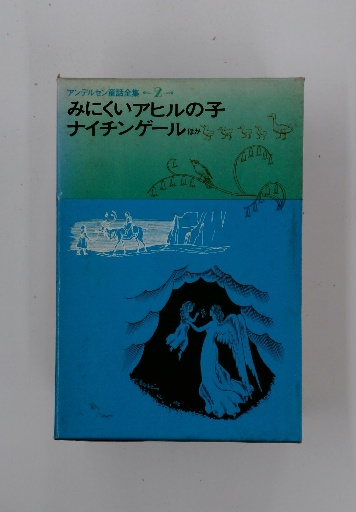 アンデルセン童話全集 -2-
みにくいアヒルの子
ナイチンゲール ほか